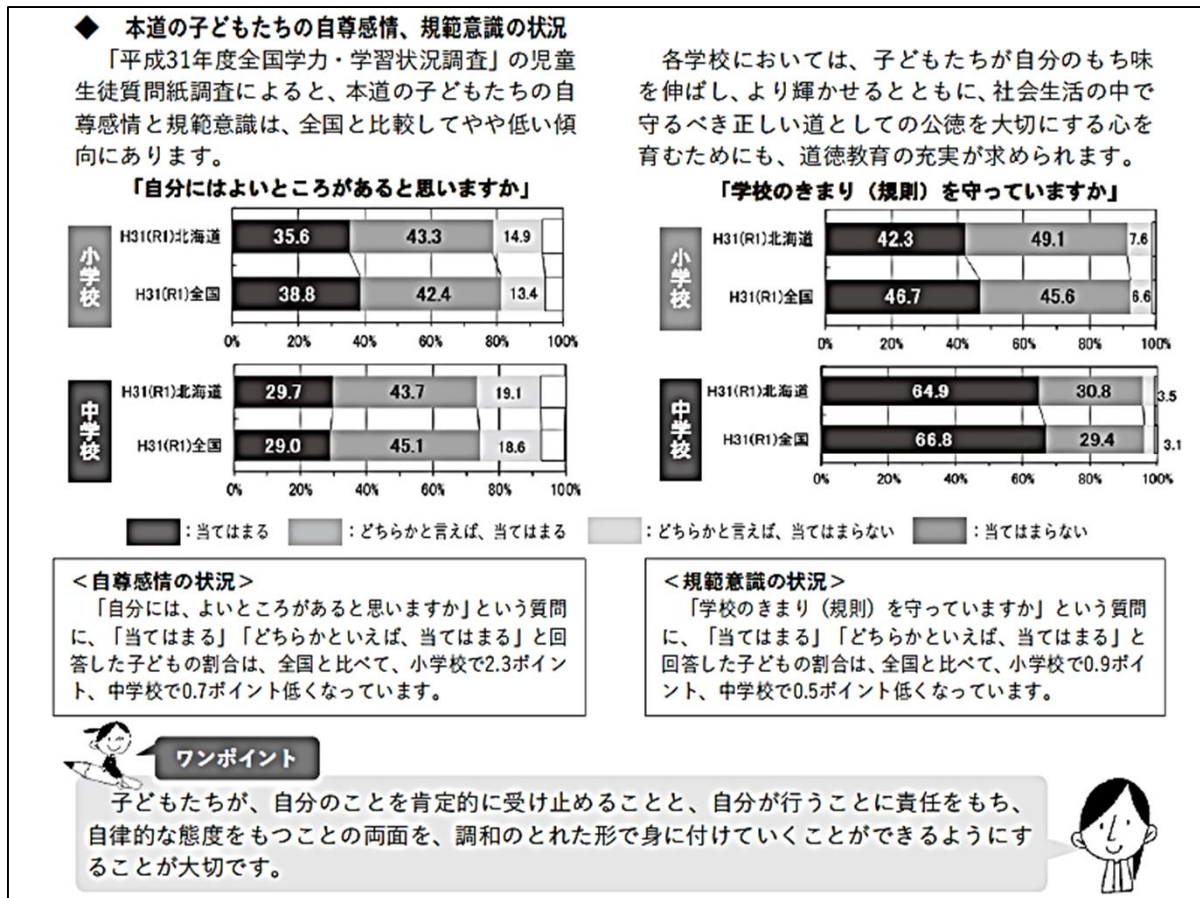 ◆ 本道の子どもたちの自尊感情、規範意識の状況
「平成31年度全国学力・学習状況調査」の児童
生徒質問紙調査によると、本道の子どもたちの自
尊感情と規範意識は、全国と比較してやや低い傾
向にあります。
各学校においては、子どもたちが自分のもち味
を伸ばし、より輝かせるとともに、社会生活の中で
守るべき正しい道としての公徳を大切にする心を
育むためにも、道徳教育の充実が求められます。
「自分にはよいところがあると思いますか」
小学校
H31(R1)北海道 35.6 43.3 14.9
H31(R1)全国 38.8 42.4 13.4
0% 20% 40% 60% 80% 100%
中学校
H31(R1)北海道 29.7 43.7 19.1
H31(R1)全国 29.0 45.1 18.6
0% 20% 40% 60% 80% 100%
「学校のきまり（規則）を守っていますか」
小学校
H31(R1)北海道 42.3 49.1 7.6
H31(R1)全国 46.7 45.6 6.6
0% 20% 40% 60% 80% 100%
中学校
H31(R1)北海道 64.9 30.8 3.5
H31(R1)全国 66.8 29.4 3.1
0% 20% 40% 60% 80% 100%
：当てはまる ：どちらかと言えば、当てはまる ：どちらかと言えば、当てはまらない ：当てはまらない
＜自尊感情の状況＞
「自分には、よいところがあると思いますか」という質問
に、「当てはまる」「どちらかといえば、当てはまる」と回
答した子どもの割合は、全国と比べて、小学校で2.3ポイン
ト、中学校で0.7ポイント低くなっています。
＜規範意識の状況＞
「学校のきまり（規則）を守っていますか」という質問
に、「当てはまる」「どちらかといえば、当てはまる」と
回答した子どもの割合は、全国と比べて、小学校で0.9ポイ
ント、中学校で0.5ポイント低くなっています。
ワンポイント
子どもたちが、自分のことを肯定的に受け止めることと、自分が行うことに責任をもち、
自律的な態度をもつことの両面を、調和のとれた形で身に付けていくことができるようにす
ることが大切です。